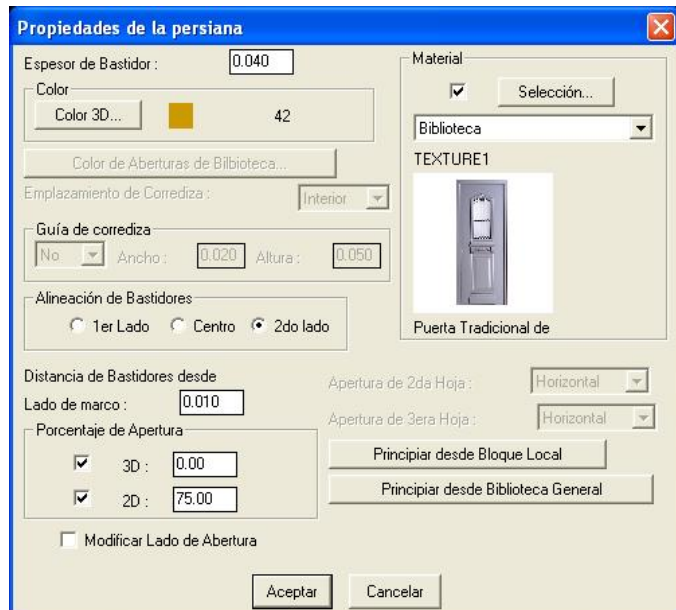 Propiedades de la persiana
Espesor de Bastidor : 0.040
Color
Color 3D... 42
Color de Aberturas de Bilbioteca...
Emplazamiento de Corrediza : Interior
Guía de corrediza
No Ancho : 0.020 Altura : 0.050
Alineación de Bastidores
1er Lado Centro 2do lado
Distancia de Bastidores desde
Lado de marco : 0.010
Porcentaje de Apertura
3D : 0.00
2D : 75.00
Modificar Lado de Abertura
Material
Selección...
Biblioteca
TEXTURE1
Puerta Tradicional de
Apertura de 2da Hoja : Horizontal
Apertura de 3era Hoja : Horizontal
Principiar desde Bloque Local
Principiar desde Biblioteca General
Aceptar Cancelar